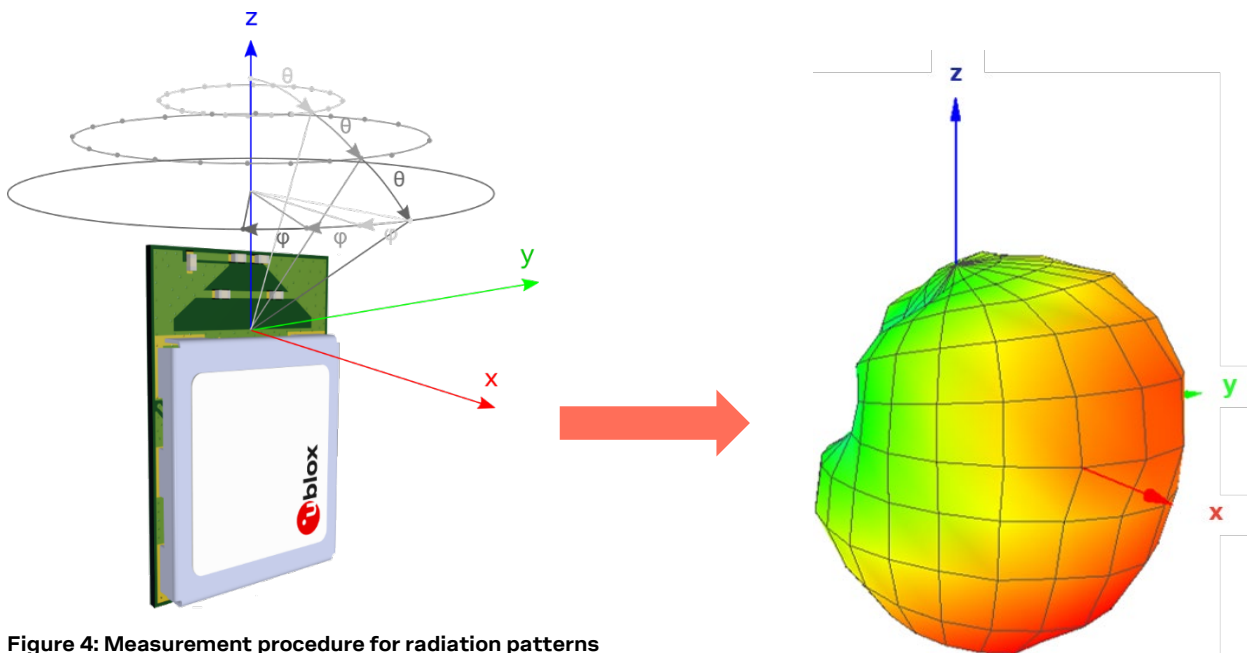 z
θ
θ
θ
φ φ φ
y
x
ublox
z
y
x
Figure 4: Measurement procedure for radiation patterns